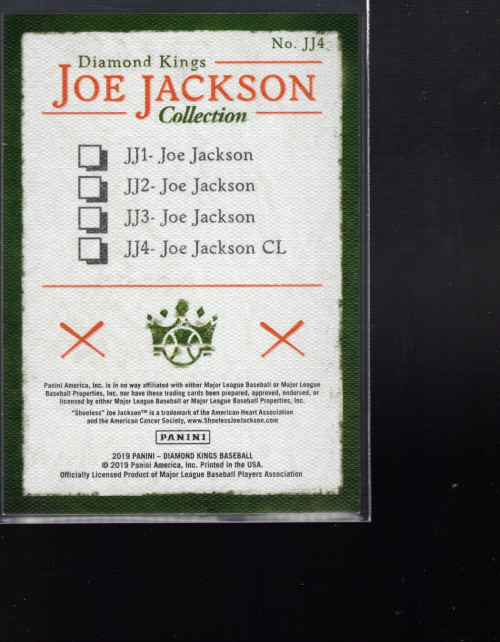 No. JJ4
Diamond Kings
JOE JACKSON
Collection
JJ1- Joe Jackson
JJ2- Joe Jackson
JJ3- Joe Jackson
JJ4- Joe Jackson CL
Panini America, Inc. is in no way affiliated with either Major League Baseball or Major League
Baseball Properties, Inc. nor have these trading cards been prepared, approved, endorsed, or
licensed by either Major League Baseball or Major League Baseball Properties, Inc.
"Shoeless" Joe Jackson™ is a trademark of the American Heart Association
and the American Cancer Society, www.ShoelessJoeJackson.com
PANINI
2019 PANINI – DIAMOND KINGS BASEBALL
© 2019 Panini America, Inc. Printed in the USA.
Officially Licensed Product of Major League Baseball Players Association